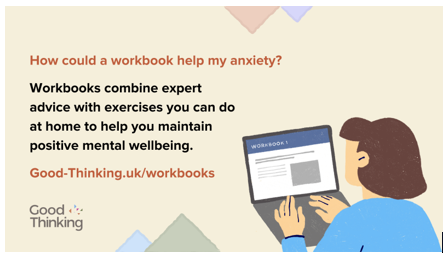 How could a workbook help my anxiety?
Workbooks combine expert
advice with exercises you can do
at home to help you maintain
positive mental wellbeing.
WORKBOOK 1
Good-Thinking.uk/workbooks
Good
Thinking